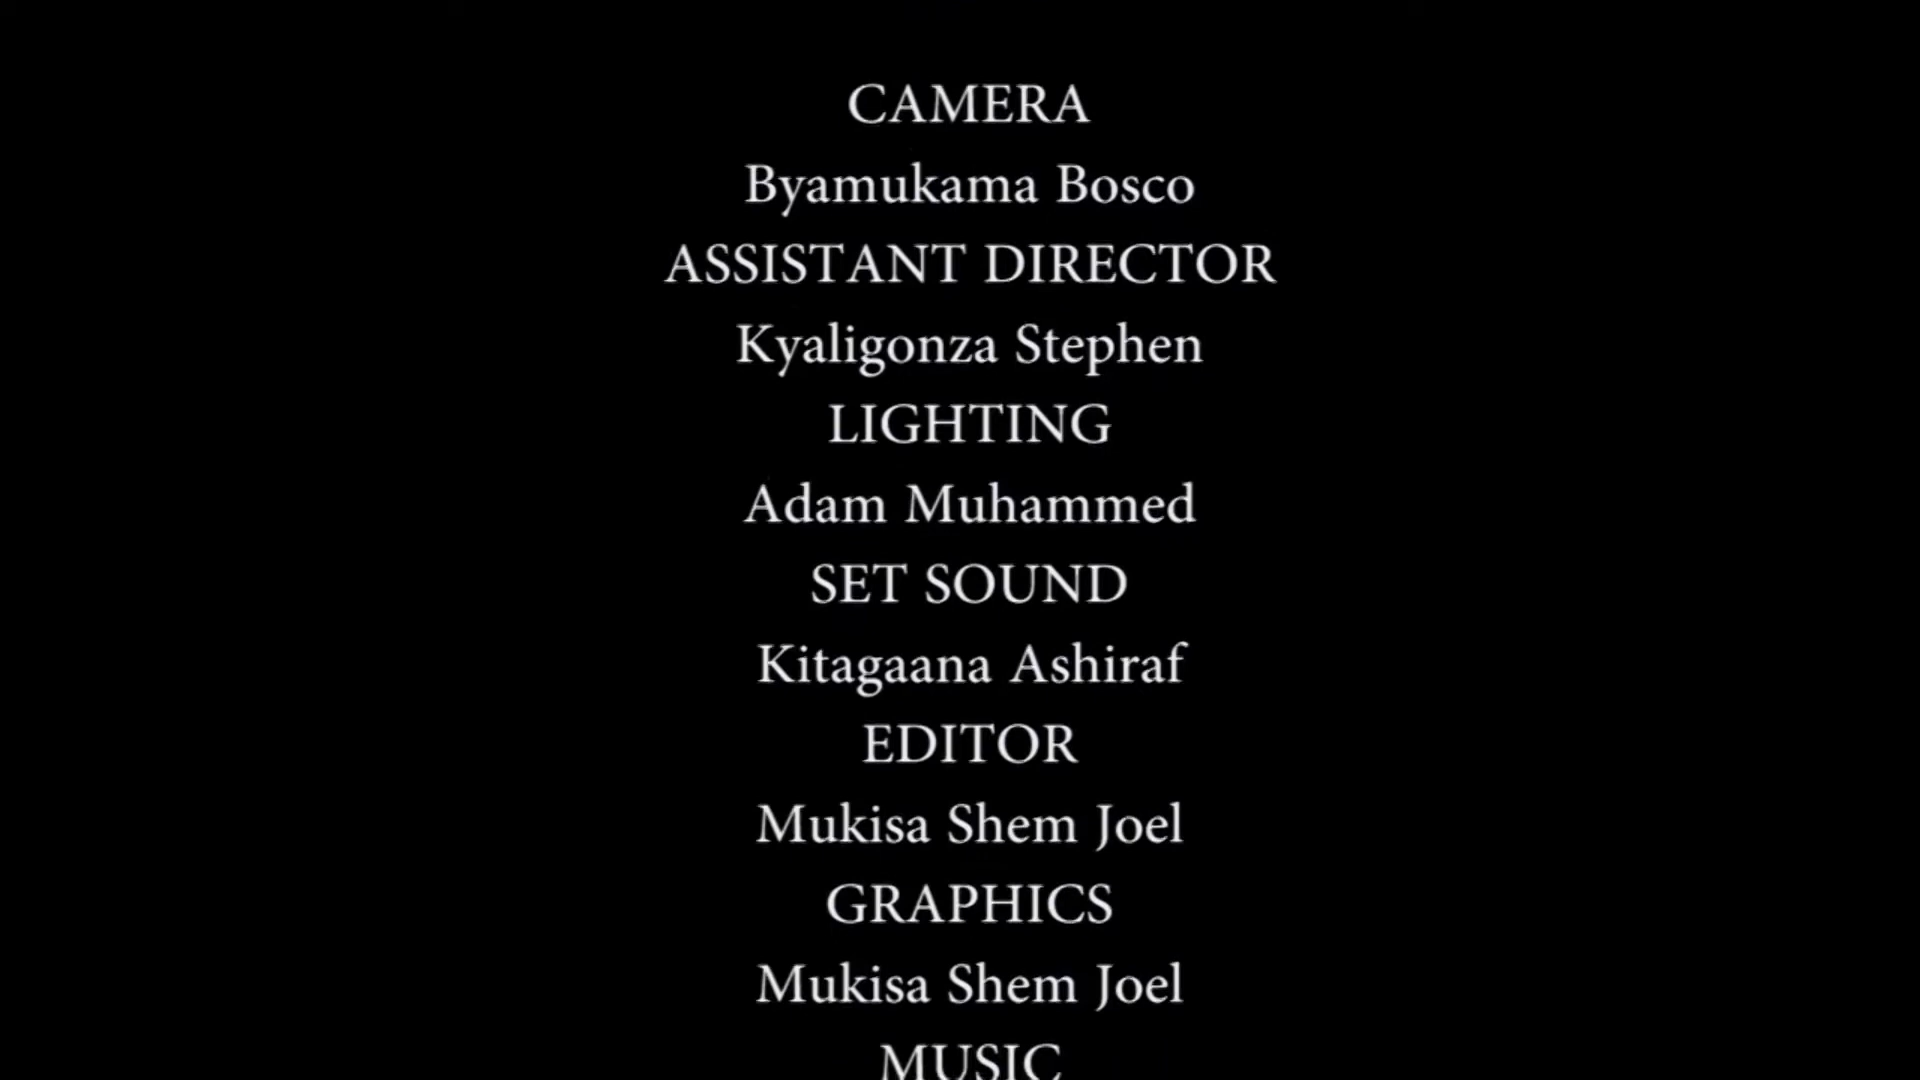 CAMERA
Byamukama Bosco
ASSISTANT DIRECTOR
Kyaligonza Stephen
LIGHTING
Adam Muhammed
SET SOUND
Kitagaana Ashiraf
EDITOR
Mukisa Shem Joel
GRAPHICS
Mukisa Shem Joel
MUSIC